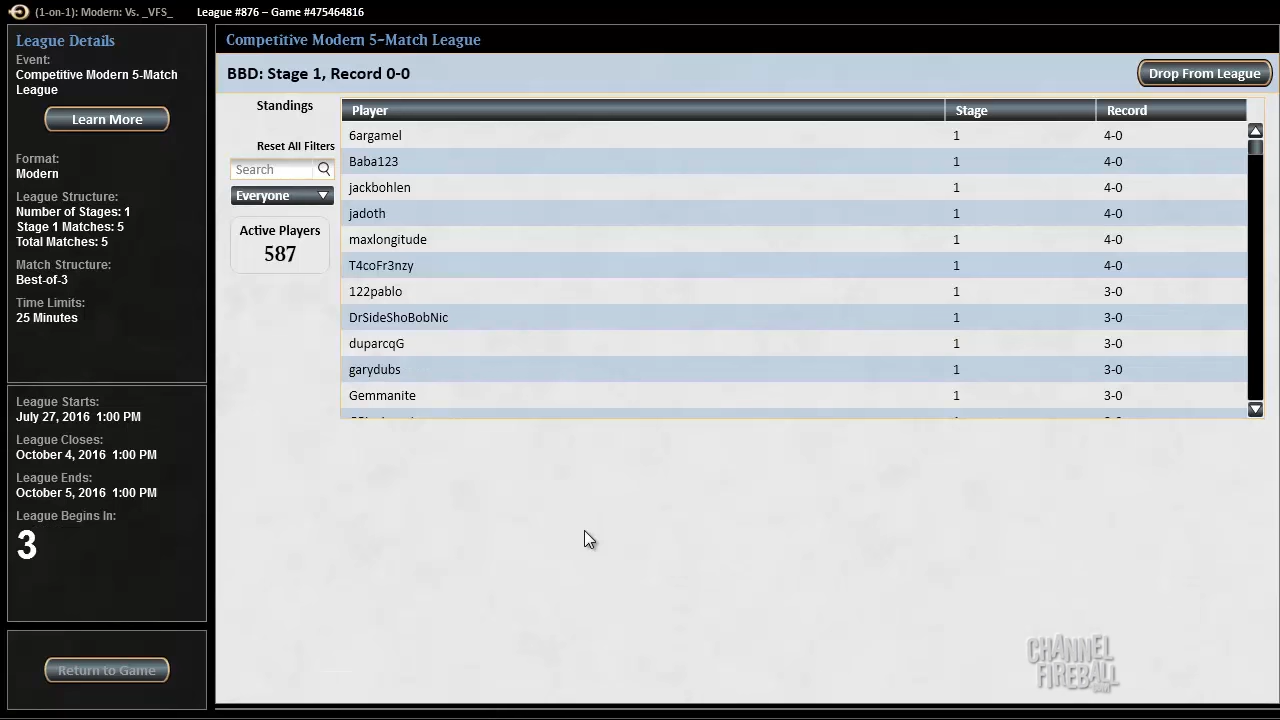 (1-on-1): Modern: Vs. _VFS_ League #876 – Game #475464816
League Details
Event:
Competitive Modern 5-Match
League
Learn More
Format:
Modern
League Structure:
Number of Stages: 1
Stage 1 Matches: 5
Total Matches: 5
Match Structure:
Best-of-3
Time Limits:
25 Minutes
League Starts:
July 27, 2016 1:00 PM
League Closes:
October 4, 2016 1:00 PM
League Ends:
October 5, 2016 1:00 PM
League Begins In:
3
Return to Game
Competitive Modern 5-Match League
BBD: Stage 1, Record 0-0
Drop From League
Standings
Reset All Filters
Search
Everyone
Active Players
587
Player Stage Record
6argamel 1 4-0
Baba123 1 4-0
jackbohlen 1 4-0
jadoth 1 4-0
maxlongitude 1 4-0
T4coFr3nzy 1 4-0
122pablo 1 3-0
DrSideShoBobNic 1 3-0
duparcqG 1 3-0
garydubs 1 3-0
Gemmanite 1 3-0
CHANNEL
FIREBALL